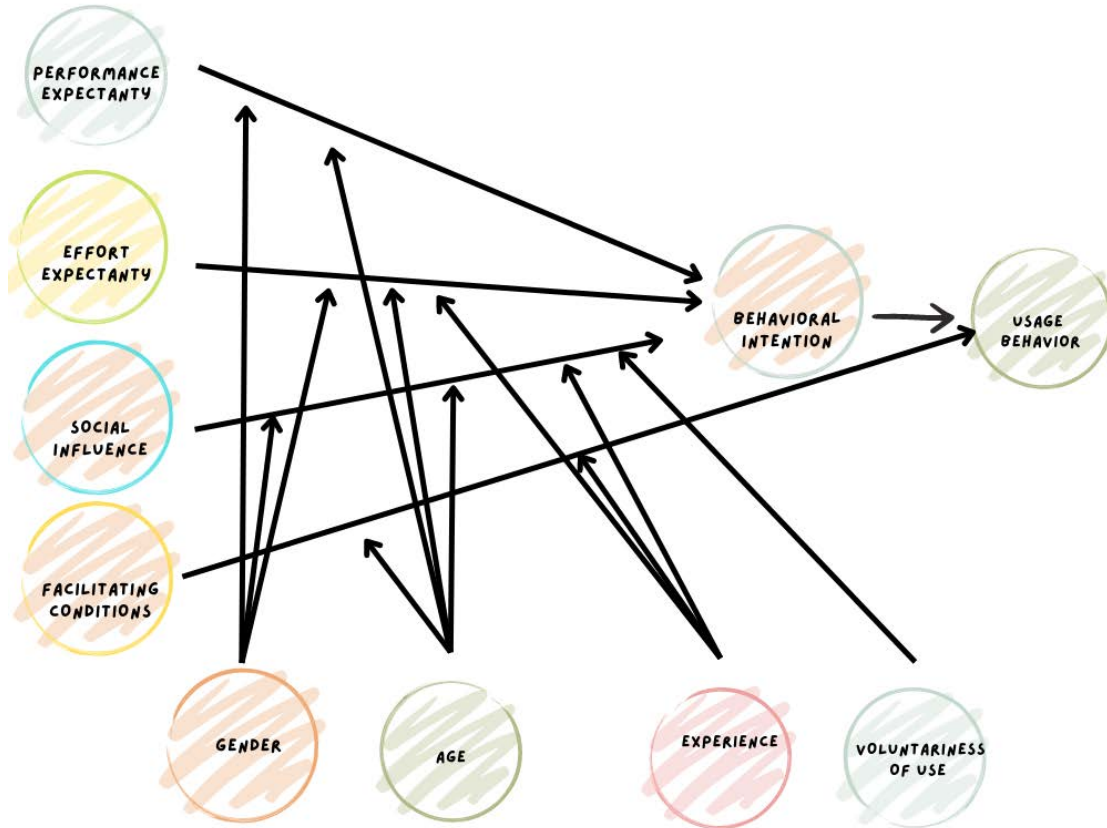 PERFORMANCE
EXPECTANTY
EFFORT
EXPECTANTY
SOCIAL
INFLUENCE
FACILITATING
CONDITIONS
BEHAVIORAL
INTENTION
USAGE
BEHAVIOR
GENDER
AGE
EXPERIENCE
VOLUNTARINESS
OF USE